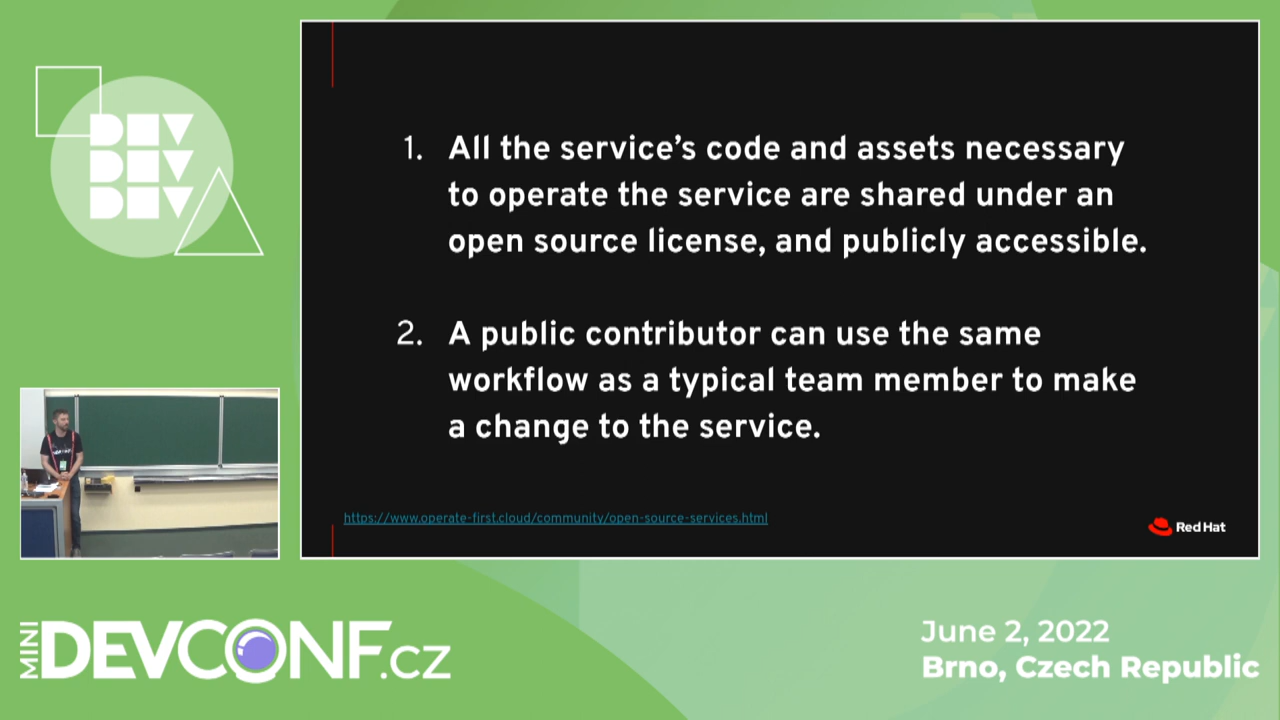 DEV
DEV
DEV
1. All the service’s code and assets necessary
to operate the service are shared under an
open source license, and publicly accessible.
2. A public contributor can use the same
workflow as a typical team member to make
a change to the service.
https://www.operate-first.cloud/community/open-source-services.html
Red Hat
MINI
DEVCONF.CZ
June 2, 2022
Brno, Czech Republic